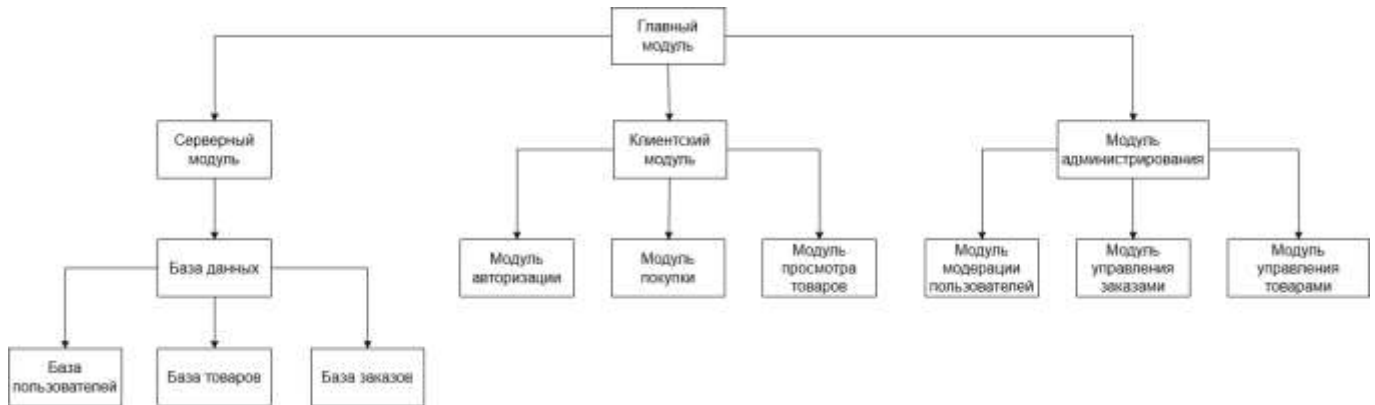 Главный
модуль
Серверный
модуль
Клиентский
модуль
Модуль
администрирования
База данных
Модуль
авторизации
Модуль
покупки
Модуль
просмотра
товаров
Модуль
модерации
пользователей
Модуль
управления
заказами
Модуль
управления
товарами
База
пользователей
База товаров
База заказов